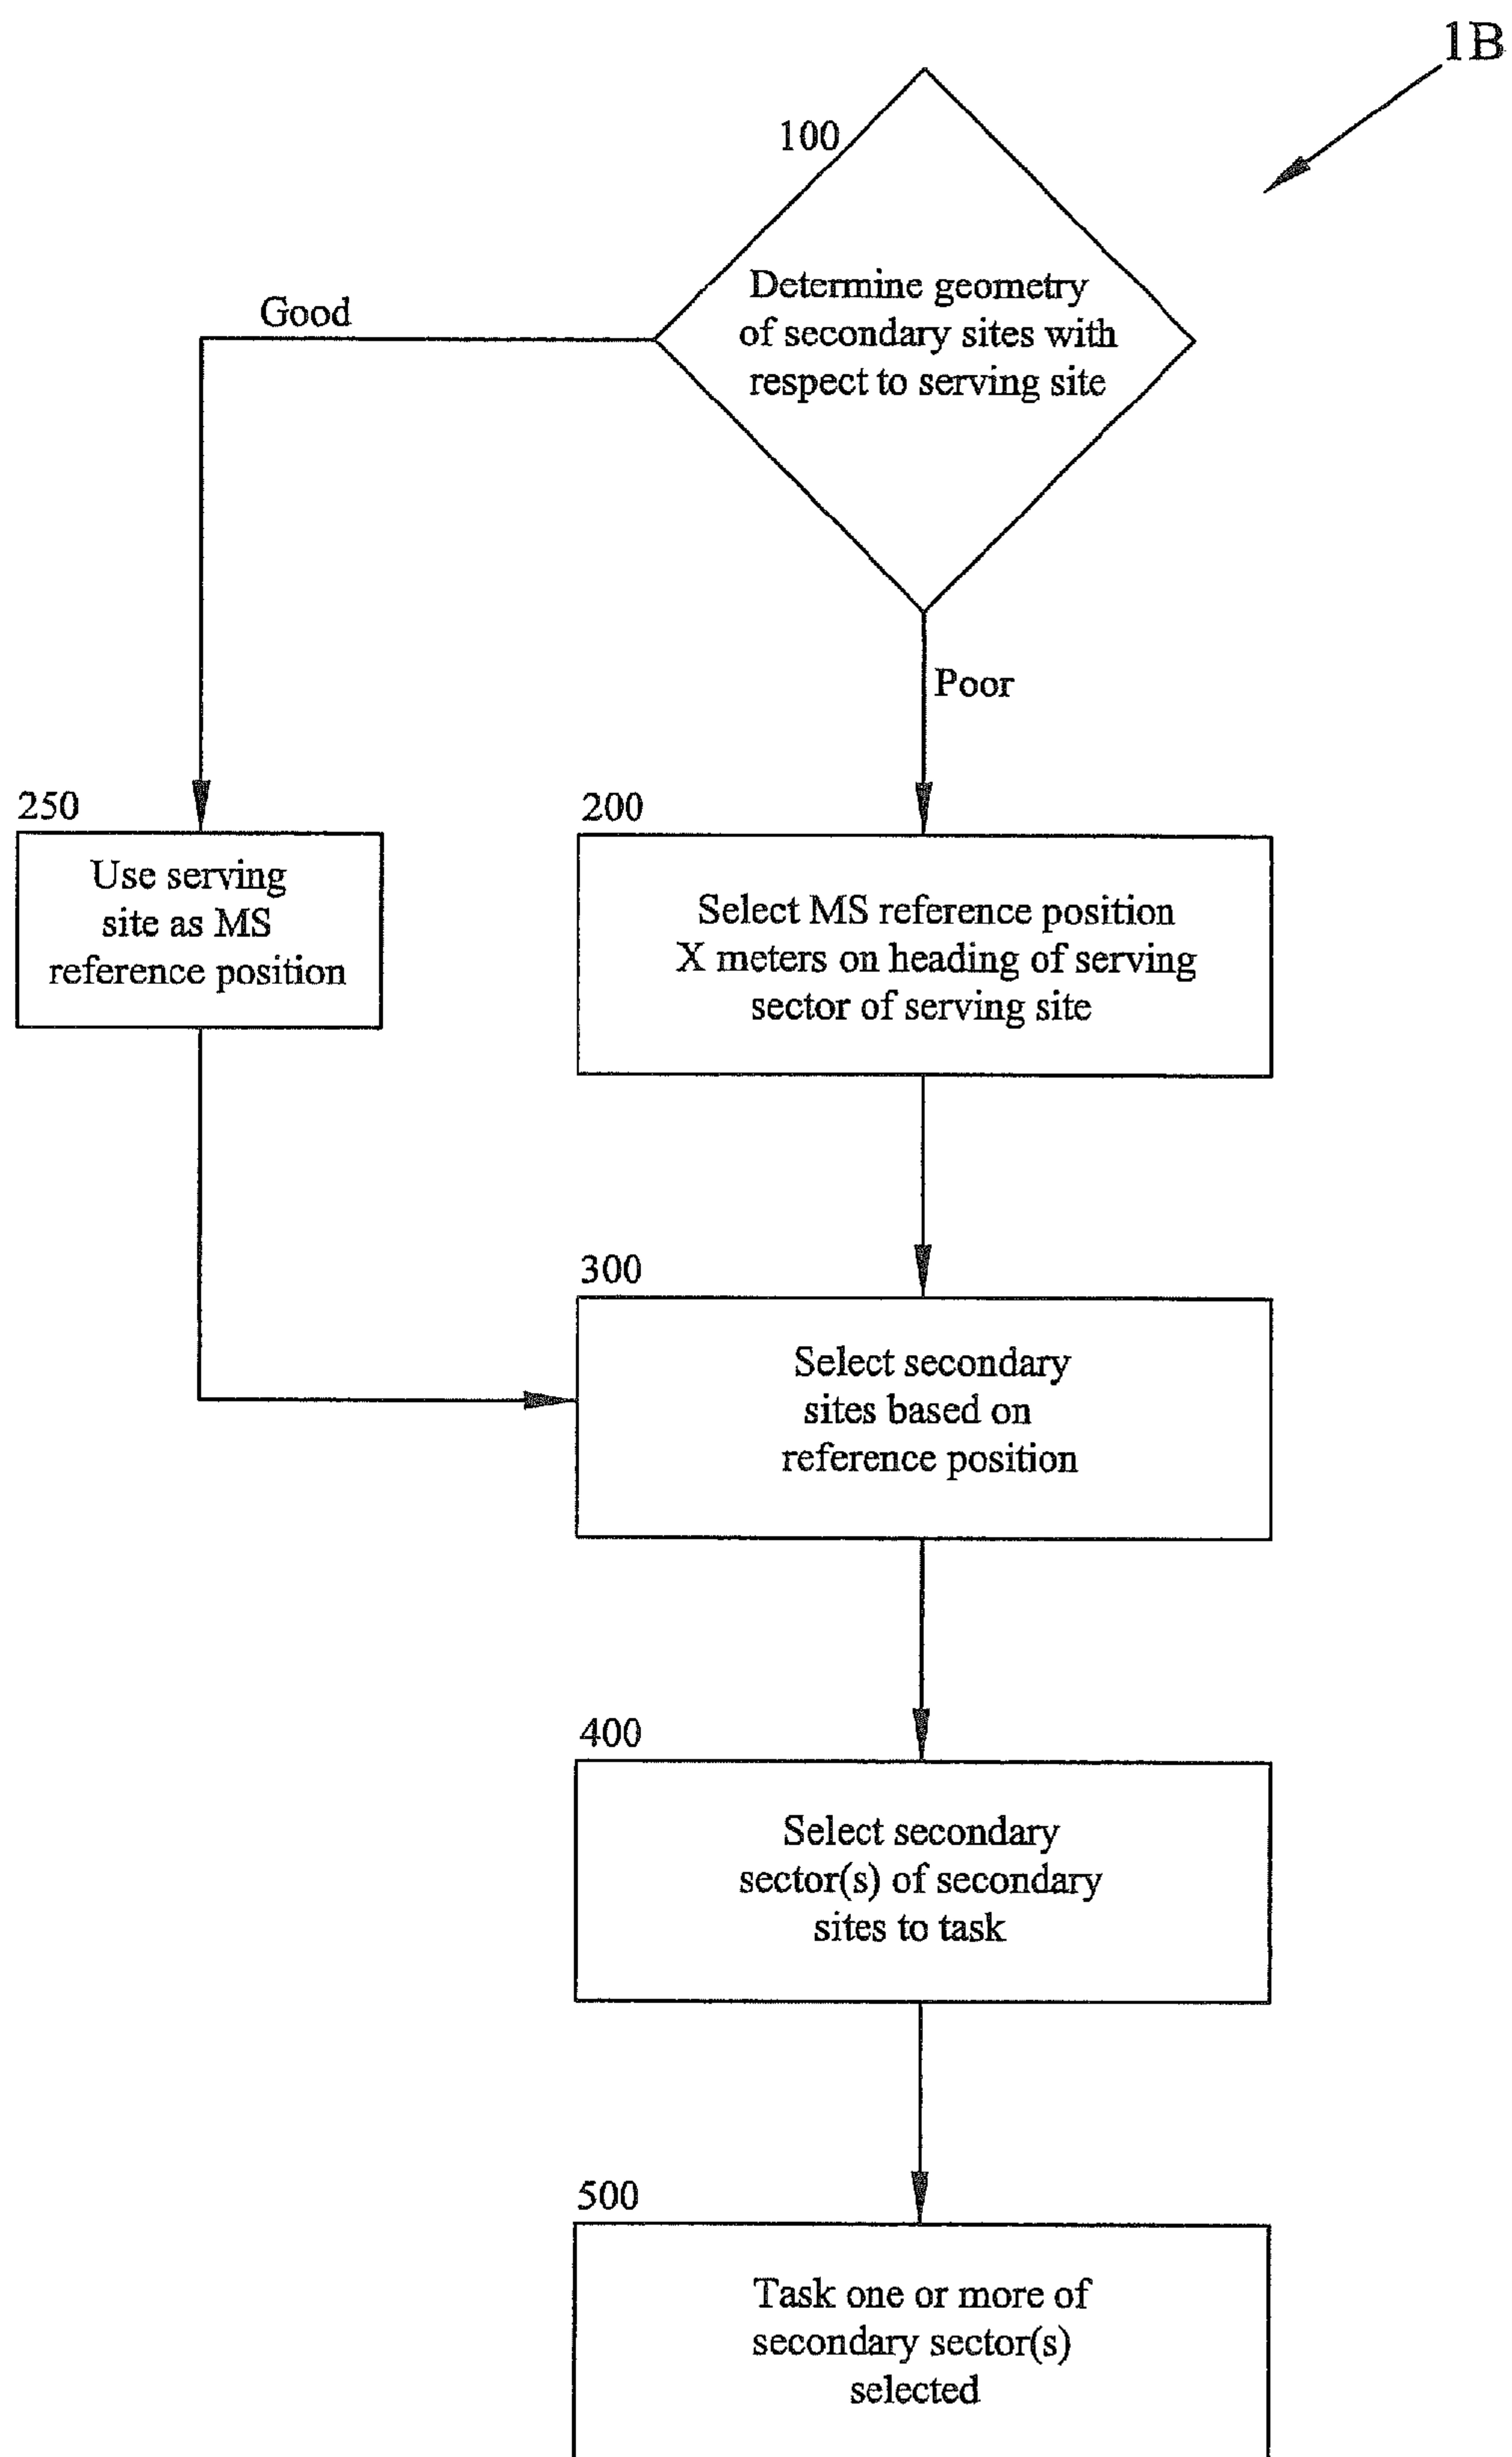 1B
100
Determine geometry
of secondary sites with
respect to serving site
Good
Poor
250
Use serving
site as MS
reference position
200
Select MS reference position
X meters on heading of serving
sector of serving site
300
Select secondary
sites based on
reference position
400
Select secondary
sector(s) of secondary
sites to task
500
Task one or more of
secondary sector(s)
selected